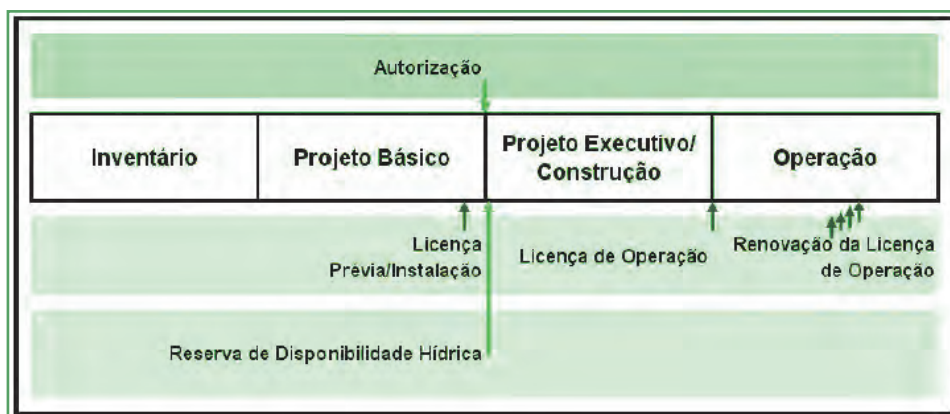 Autorização
Inventário
Projeto Básico
Projeto Executivo/
Construção
Operação
Licença
Prévia/Instalação
Licença de Operação
Renovação da Licença
de Operação
Reserva de Disponibilidade Hídrica